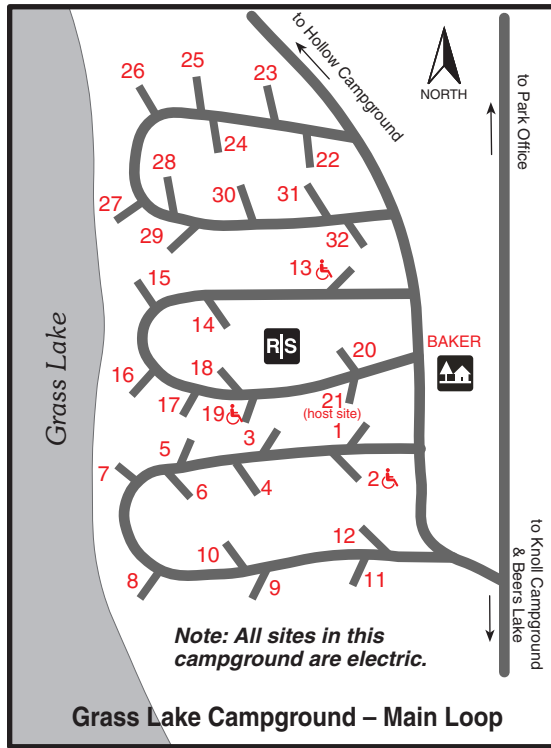 to Hollow Campground
NORTH
to Park Office
26
25
23
24
22
28
30
31
27
29
32
15
13
14
R|S
20
BAKER
18
16
17
19
21
(host site)
5
3
1
7
6
4
2
12
10
8
9
11
to Knoll Campground
& Beers Lake
Grass Lake
Note: All sites in this
campground are electric.
Grass Lake Campground – Main Loop